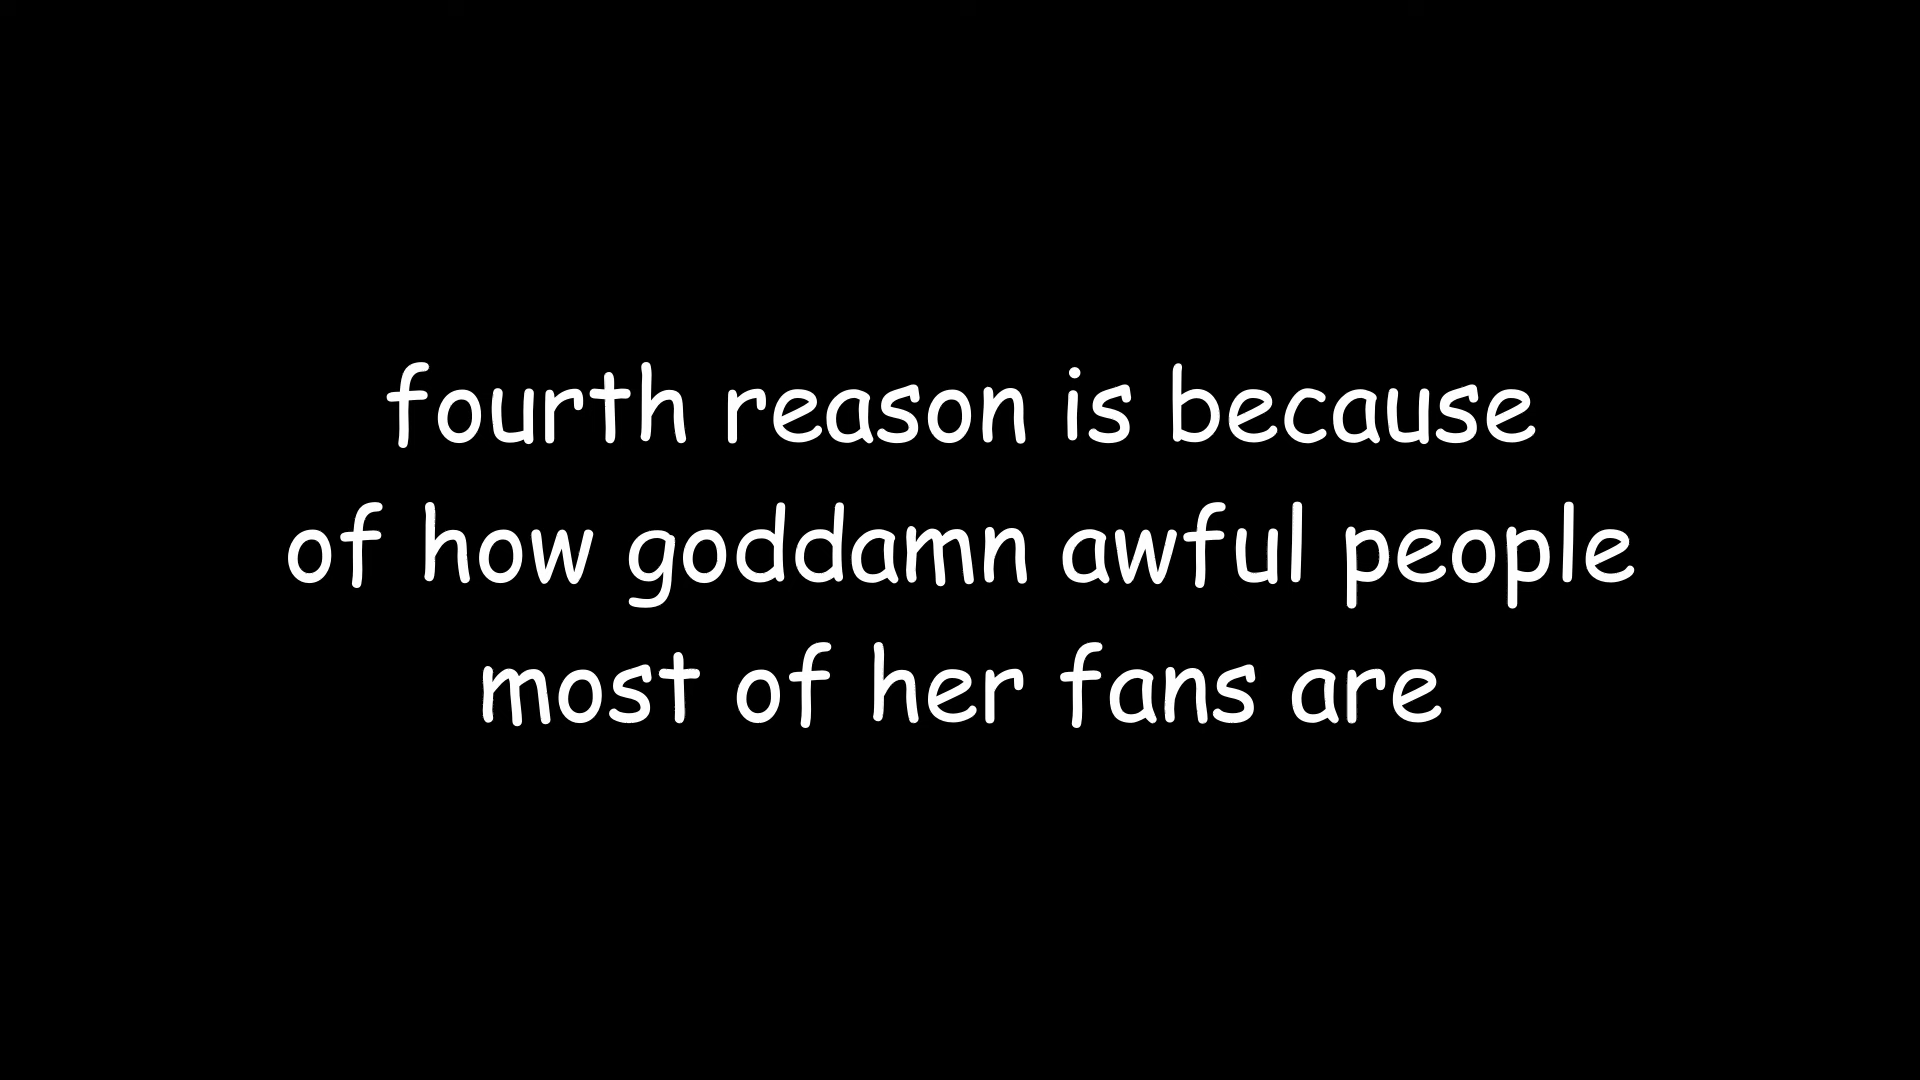 fourth reason is because
of how goddamn awful people
most of her fans are